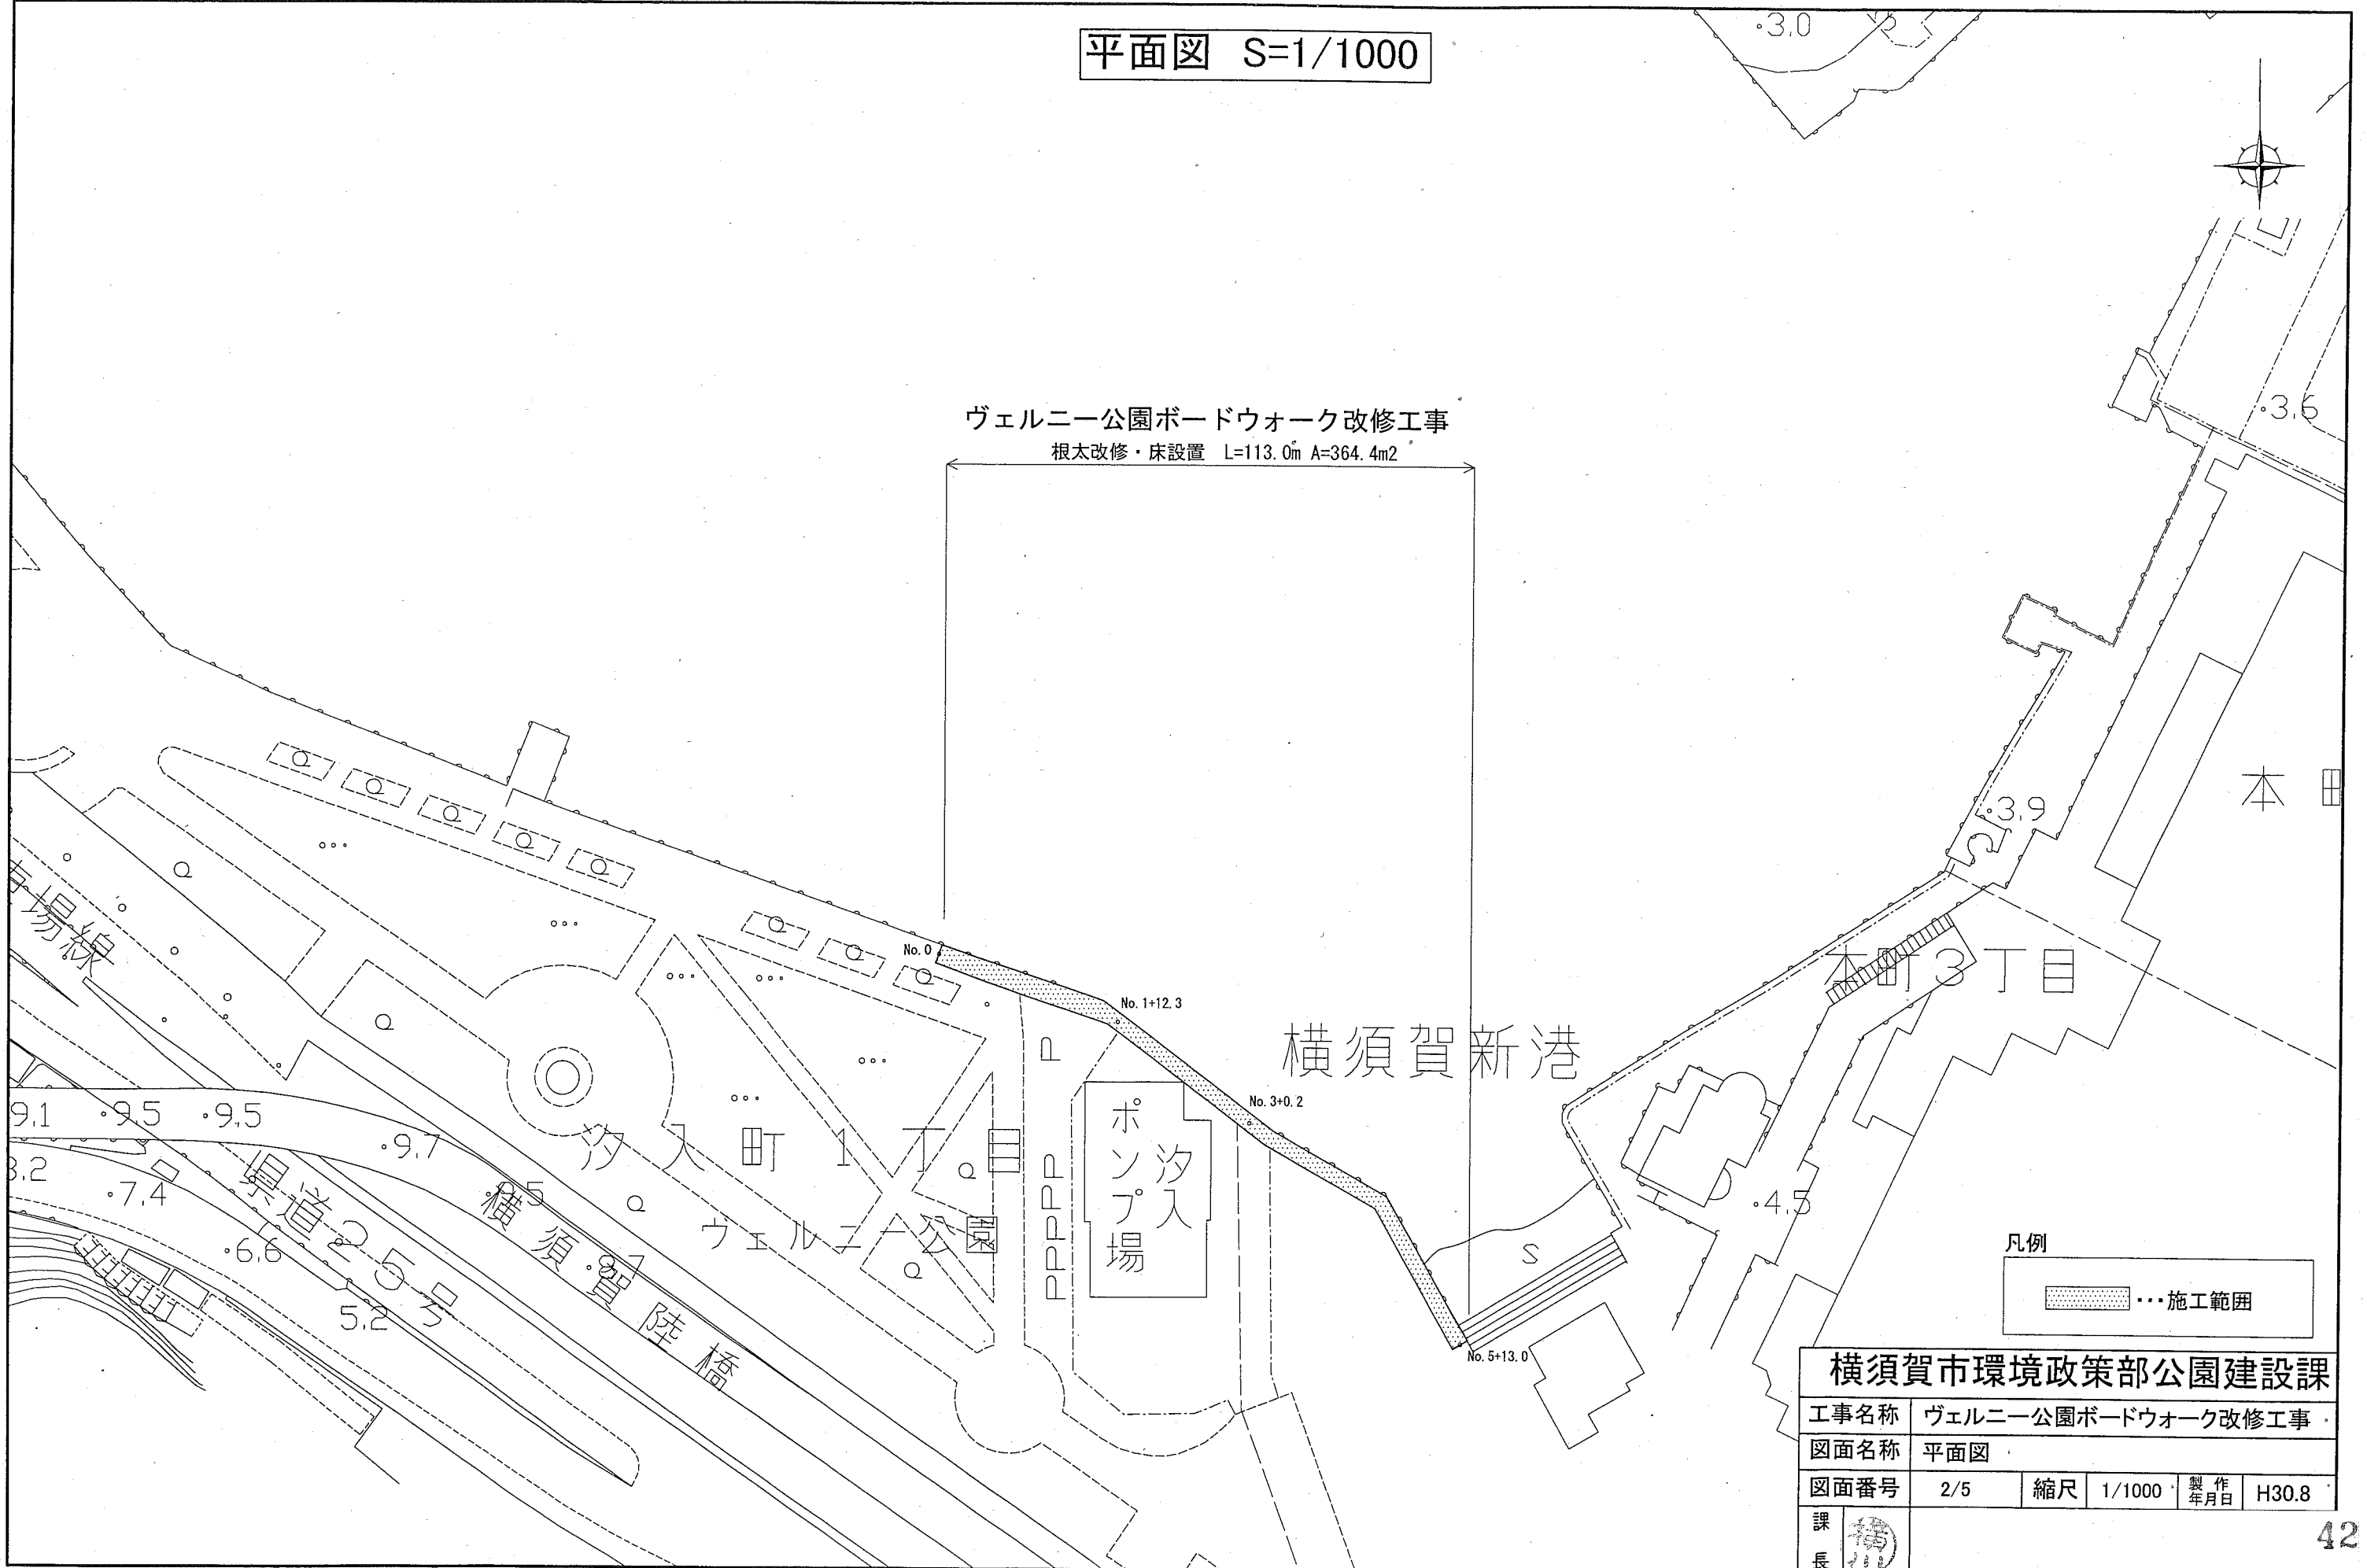 平面図 S=1/1000
・3.0
ヴェルニー公園ボードウォーク改修工事
根太改修・床設置 L=113.0m A=364.4m2
・3.6
・3.9
本町
本町3丁目
No.0
No.1+12.3
No.3+0.2
No.5+13.0
横須賀新港
汐入
ポンプ場
P
PPPP
汐入町1丁目
ヴェルニー公園
場線
9.1
・9.5
・9.5
・9.7
・7.4
・6.6
5.2
県道25号
横須賀陸橋
・4.5
S
凡例
・・・施工範囲
横須賀市環境政策部公園建設課
工事名称 ヴェルニー公園ボードウォーク改修工事
図面名称 平面図
図面番号 2/5 縮尺 1/1000 製作年月日 H30.8
課長
42